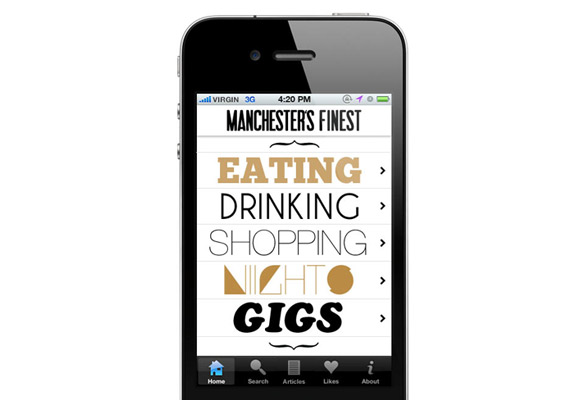 VIRGIN 3G 4:20 PM
MANCHESTER'S FINEST
EATING
DRINKING
SHOPPING
NIGHTS
GIGS
Home Search Articles Likes About